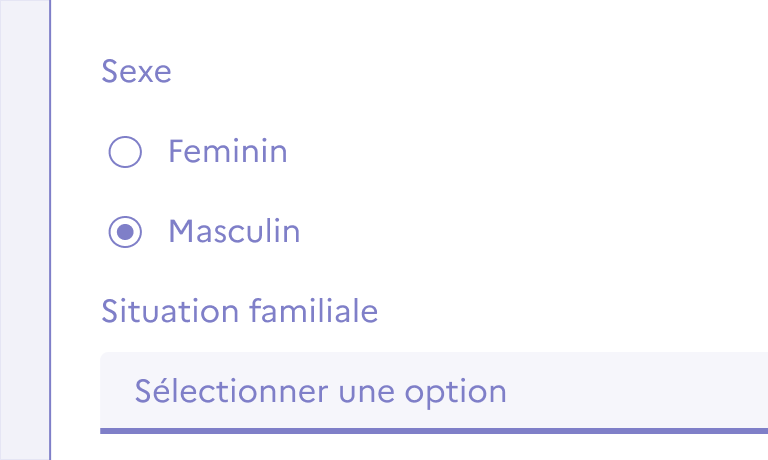 Sexe
Feminin
Masculin
Situation familiale
Sélectionner une option